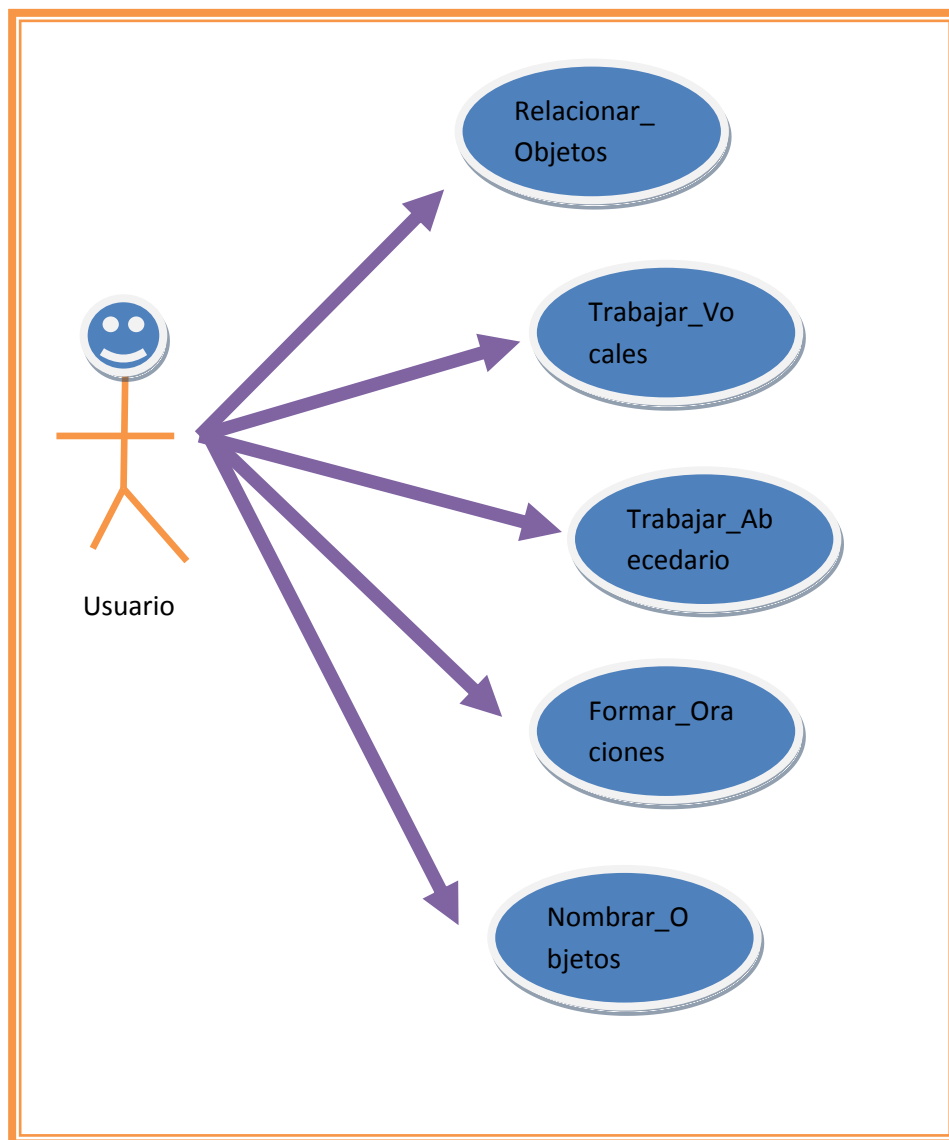 Relacionar_
Objetos
Trabajar_Vo
cales
Trabajar_Ab
ecedario
Usuario
Formar_Ora
ciones
Nombrar_O
bjetos